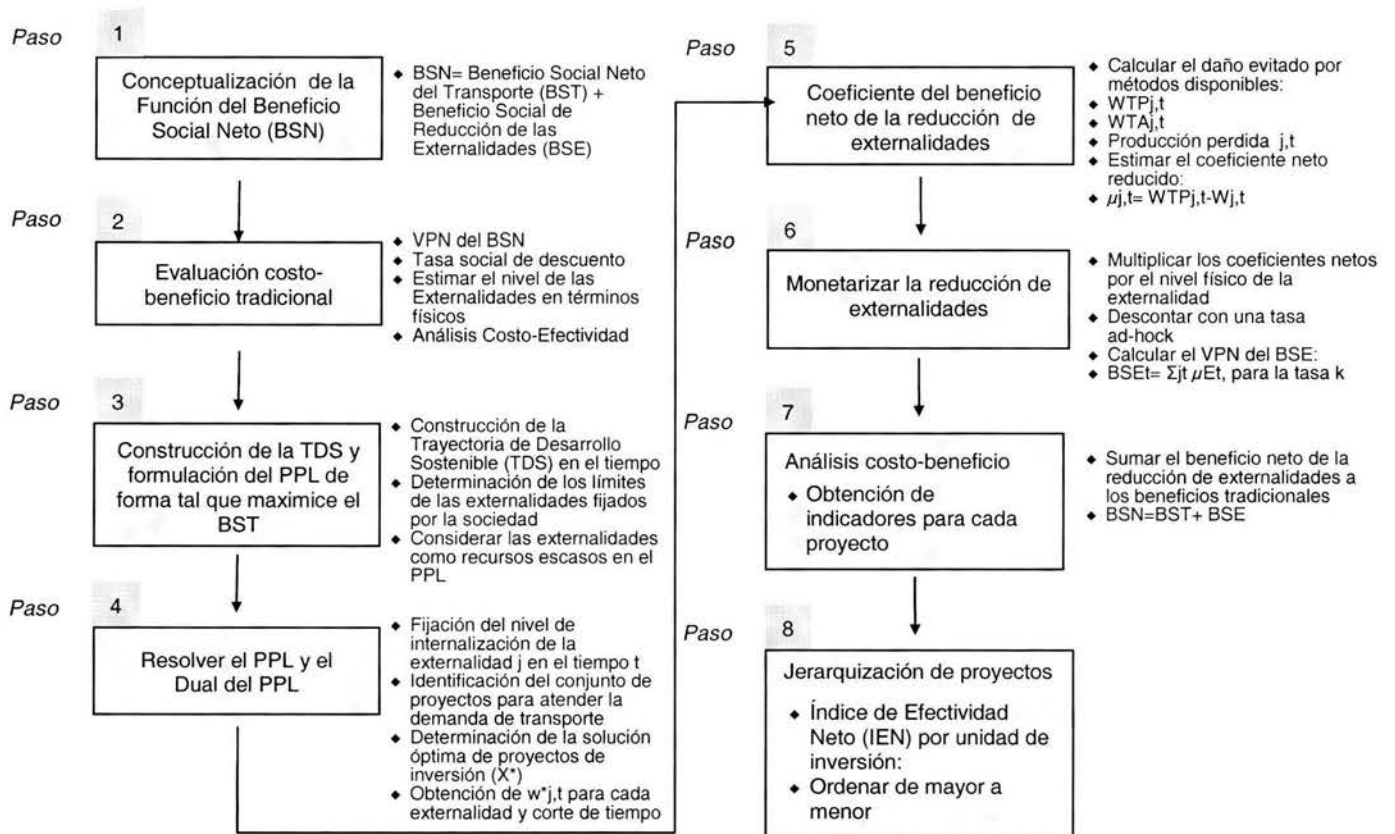 Paso
1
Conceptualización de la
Función del Beneficio
Social Neto (BSN)
◆ BSN= Beneficio Social Neto
del Transporte (BST) +
Beneficio Social de
Reducción de las
Externalidades (BSE)
Paso
2
Evaluación costo-
beneficio tradicional
◆ VPN del BSN
◆ Tasa social de descuento
◆ Estimar el nivel de las
Externalidades en términos
físicos
◆ Análisis Costo-Efectividad
Paso
3
Construcción de la TDS y
formulación del PPL de
forma tal que maximice el
BST
◆ Construcción de la
Trayectoria de Desarrollo
Sostenible (TDS) en el tiempo
◆ Determinación de los límites
de las externalidades fijados
por la sociedad
◆ Considerar las externalidades
como recursos escasos en el
PPL
Paso
4
Resolver el PPL y el
Dual del PPL
◆ Fijación del nivel de
internalización de la
externalidad j en el tiempo t
◆ Identificación del conjunto de
proyectos para atender la
demanda de transporte
◆ Determinación de la solución
óptima de proyectos de
inversión (X*)
◆ Obtención de w*j,t para cada
externalidad y corte de tiempo
Paso
5
Coeficiente del beneficio
neto de la reducción de
externalidades
◆ Calcular el daño evitado por
métodos disponibles:
◆ WTPj,t
◆ WTAj,t
◆ Producción perdida j,t
◆ Estimar el coeficiente neto
reducido:
◆ µj,t= WTPj,t-Wj,t
Paso
6
Monetarizar la reducción de
externalidades
◆ Multiplicar los coeficientes netos
por el nivel físico de la
externalidad
◆ Descontar con una tasa
ad-hock
◆ Calcular el VPN del BSE:
◆ BSEt= Σjt µEt, para la tasa k
Paso
7
Análisis costo-beneficio
◆ Obtención de
indicadores para cada
proyecto
◆ Sumar el beneficio neto de la
reducción de externalidades a
los beneficios tradicionales
◆ BSN=BST+ BSE
Paso
8
Jerarquización de proyectos
◆ Índice de Efectividad
Neto (IEN) por unidad de
inversión:
◆ Ordenar de mayor a
menor